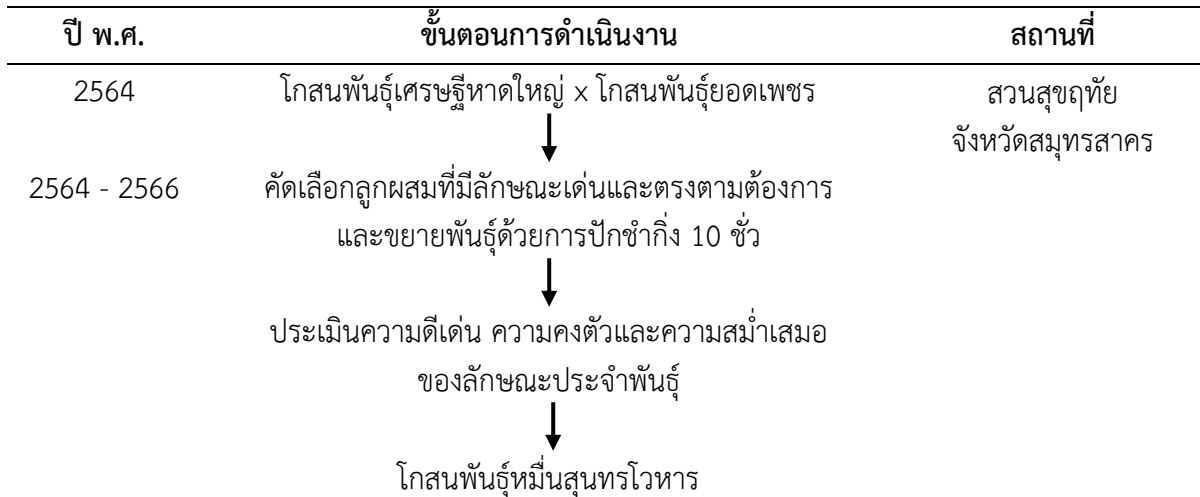 ปี พ.ศ. ขั้นตอนการดำเนินงาน สถานที่
2564 โกสนพันธุ์เศรษฐีหาดใหญ่ x โกสนพันธุ์ยอดเพชร สวนสุขฤทัย
จังหวัดสมุทรสาคร
2564 - 2566 คัดเลือกลูกผสมที่มีลักษณะเด่นและตรงตามต้องการ
และขยายพันธุ์ด้วยการปักชำกิ่ง 10 ชั่ว
ประเมินความดีเด่น ความคงตัวและความสม่ำเสมอ
ของลักษณะประจำพันธุ์
โกสนพันธุ์หมื่นสุนทรโวหาร